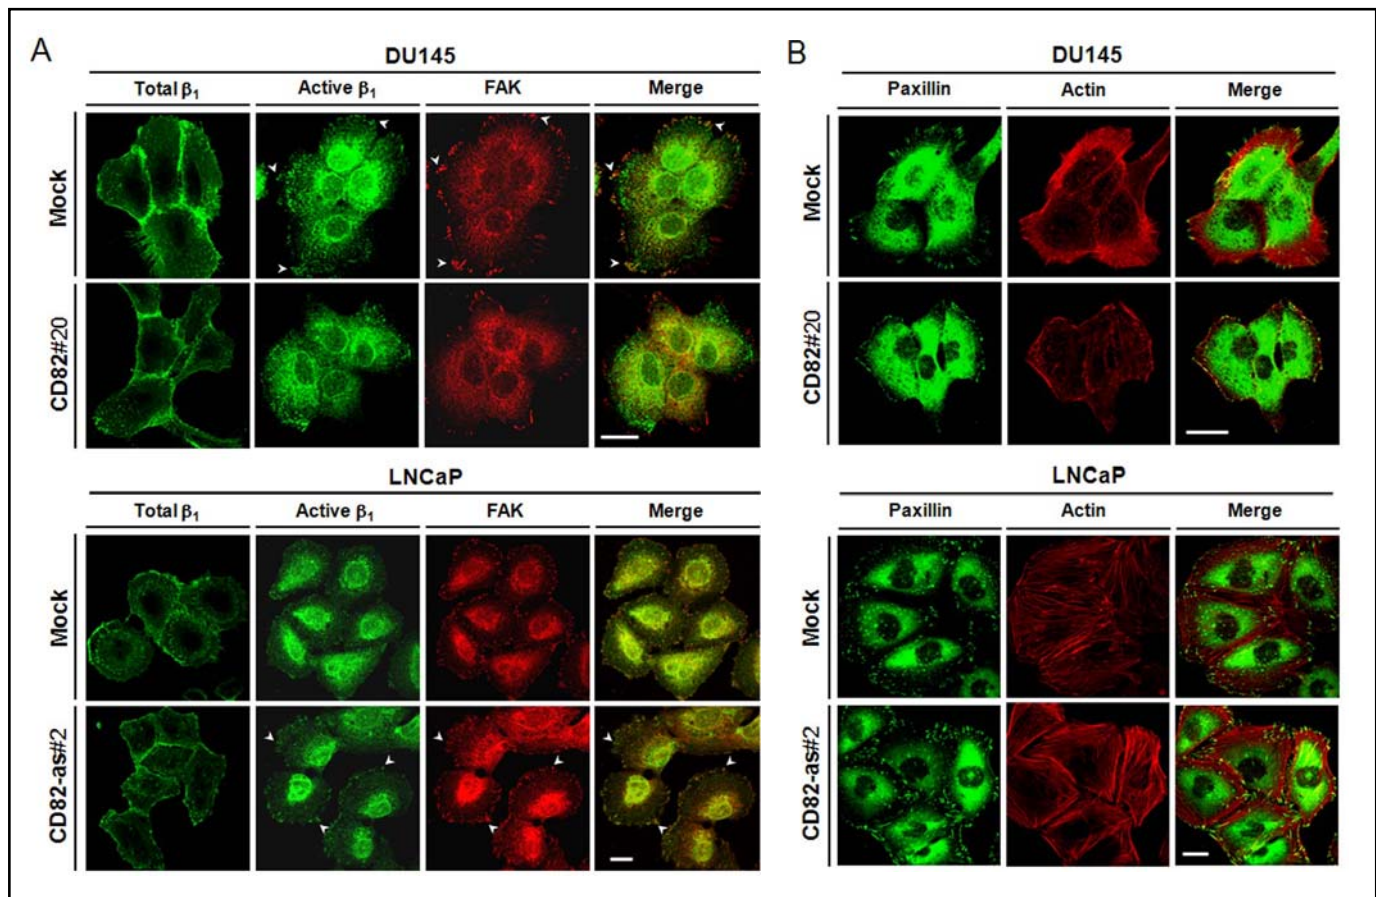 A
DU145
Total β₁ Active β₁ FAK Merge
Mock
CD82#20
LNCaP
Total β₁ Active β₁ FAK Merge
Mock
CD82-as#2
B
DU145
Paxillin Actin Merge
Mock
CD82#20
LNCaP
Paxillin Actin Merge
Mock
CD82-as#2